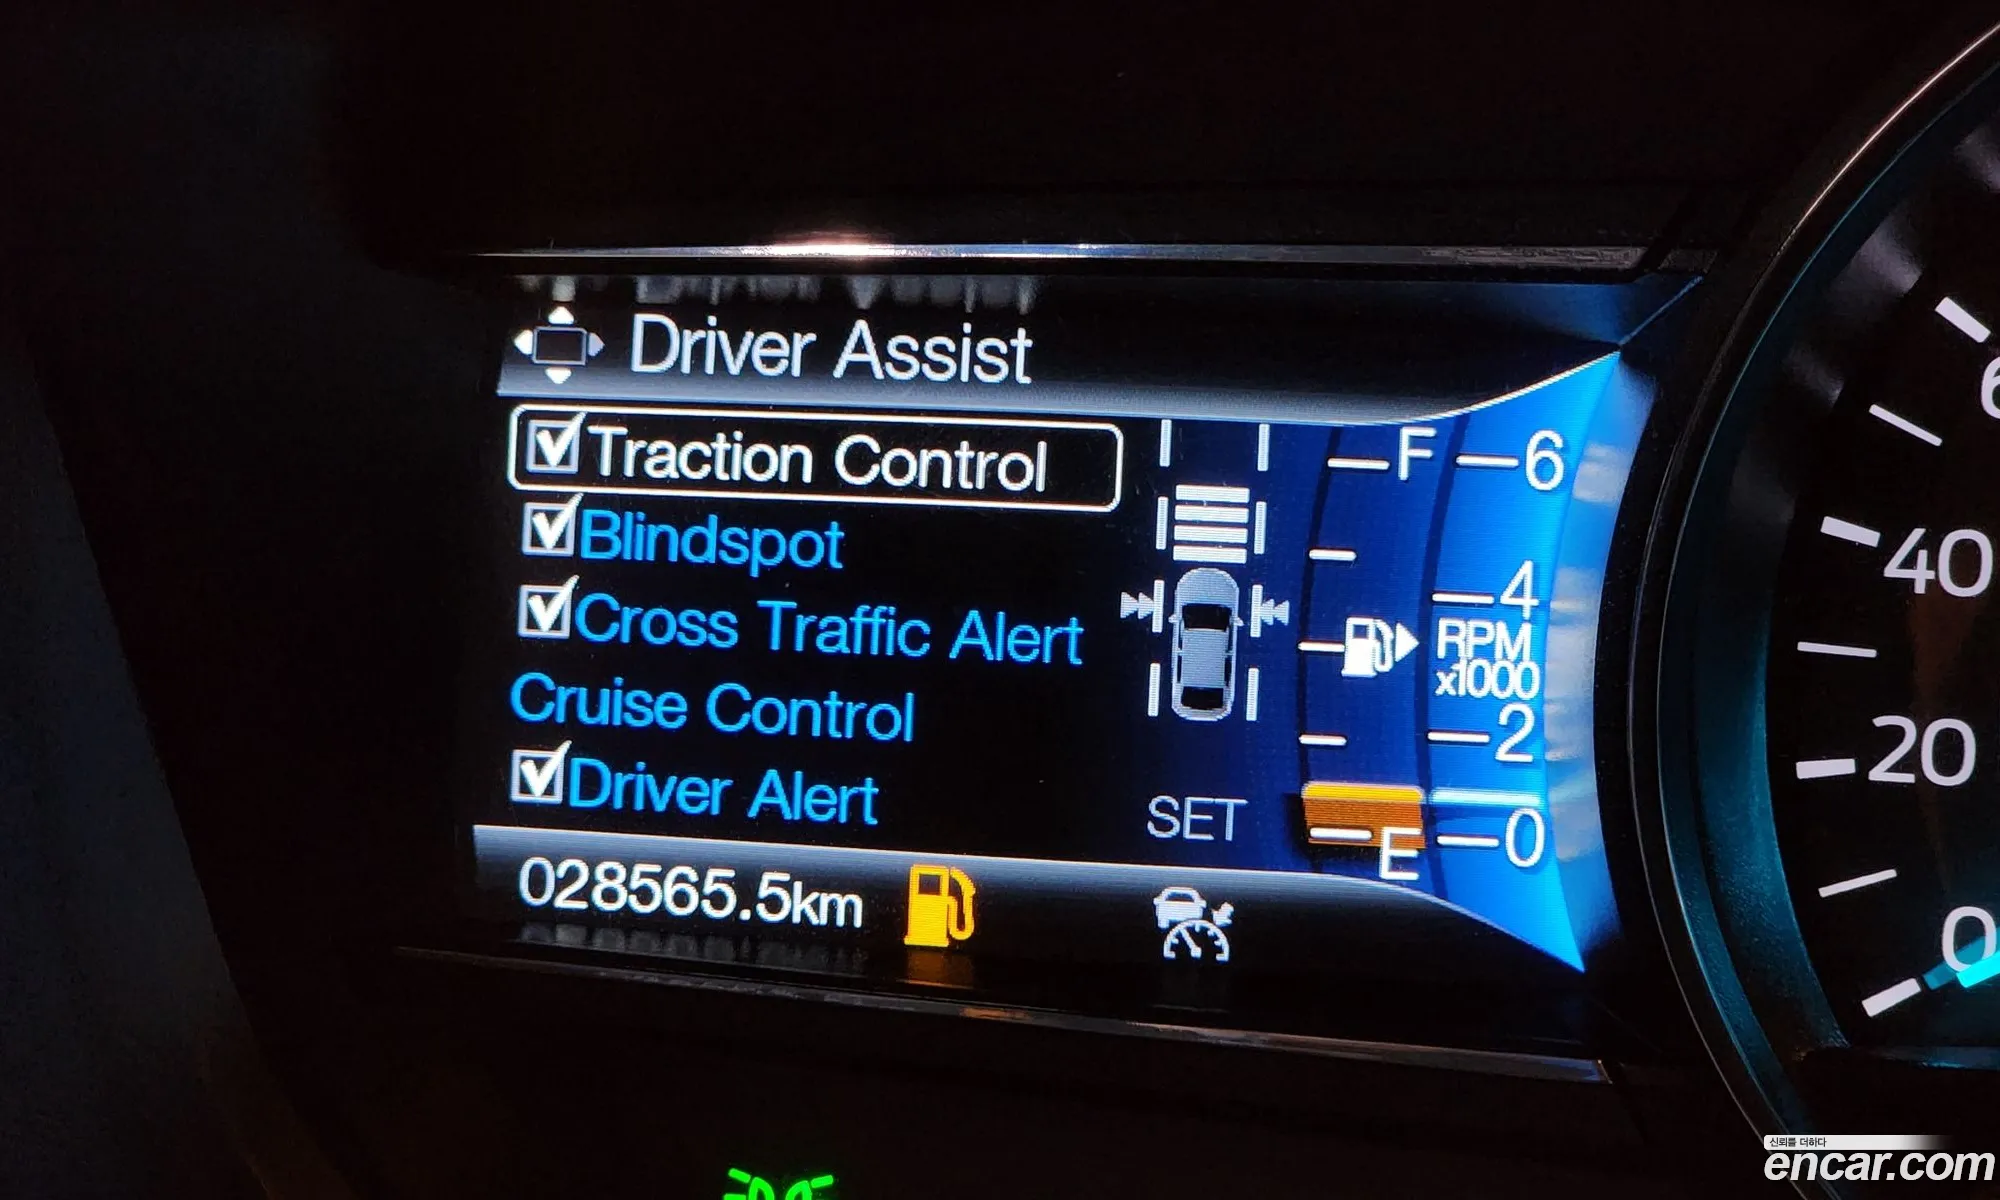 Driver Assist
Traction Control
Blindspot
Cross Traffic Alert
Cruise Control
Driver Alert
SET
F
E
6
4
RPM
x1000
2
0
028565.5km
40
20
0
신뢰를 더하다
encar.com